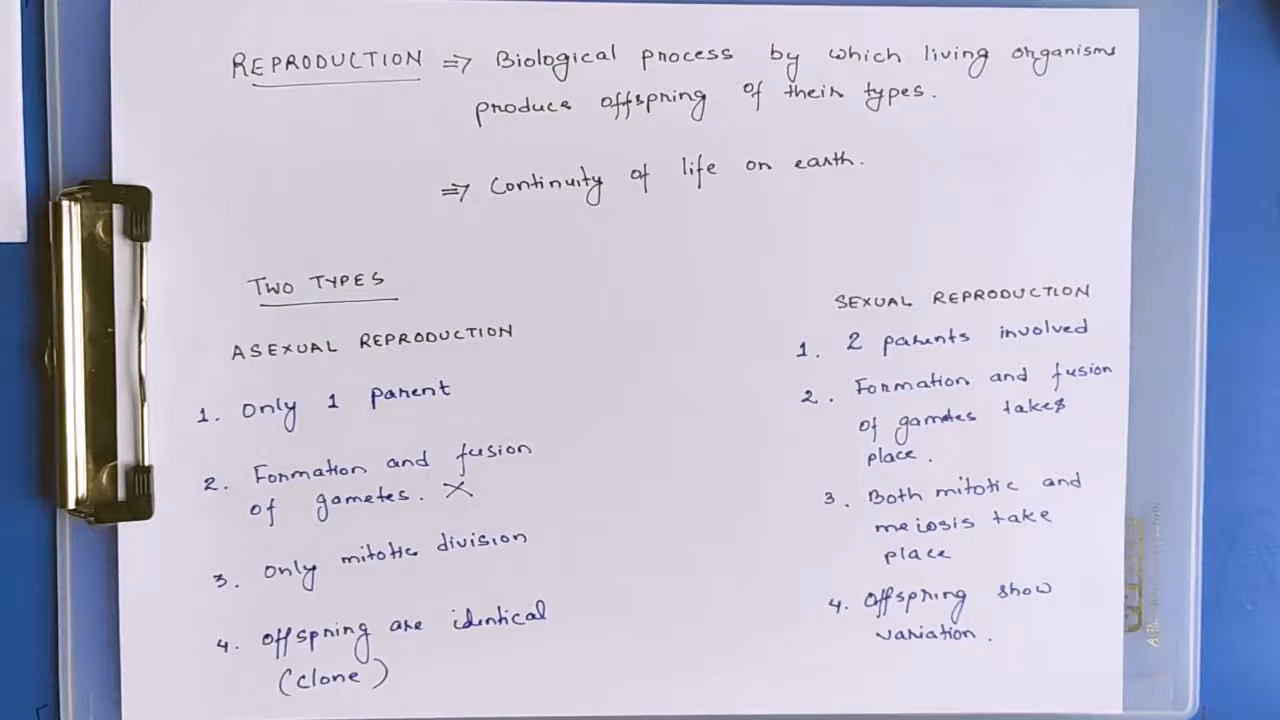 REPRODUCTION ⇒ Biological process by which living organisms
produce offspring of their types.
⇒ Continuity of life on earth.
TWO TYPES
ASEXUAL REPRODUCTION
1. Only 1 parent
2. Formation and fusion
of gametes. ×
3. Only mitotic division
4. Offspring are identical
(clone)
SEXUAL REPRODUCTION
1. 2 parents involved
2. Formation and fusion
of gametes takes
place.
3. Both mitotic and
meiosis take
place
4. Offspring show
variation.